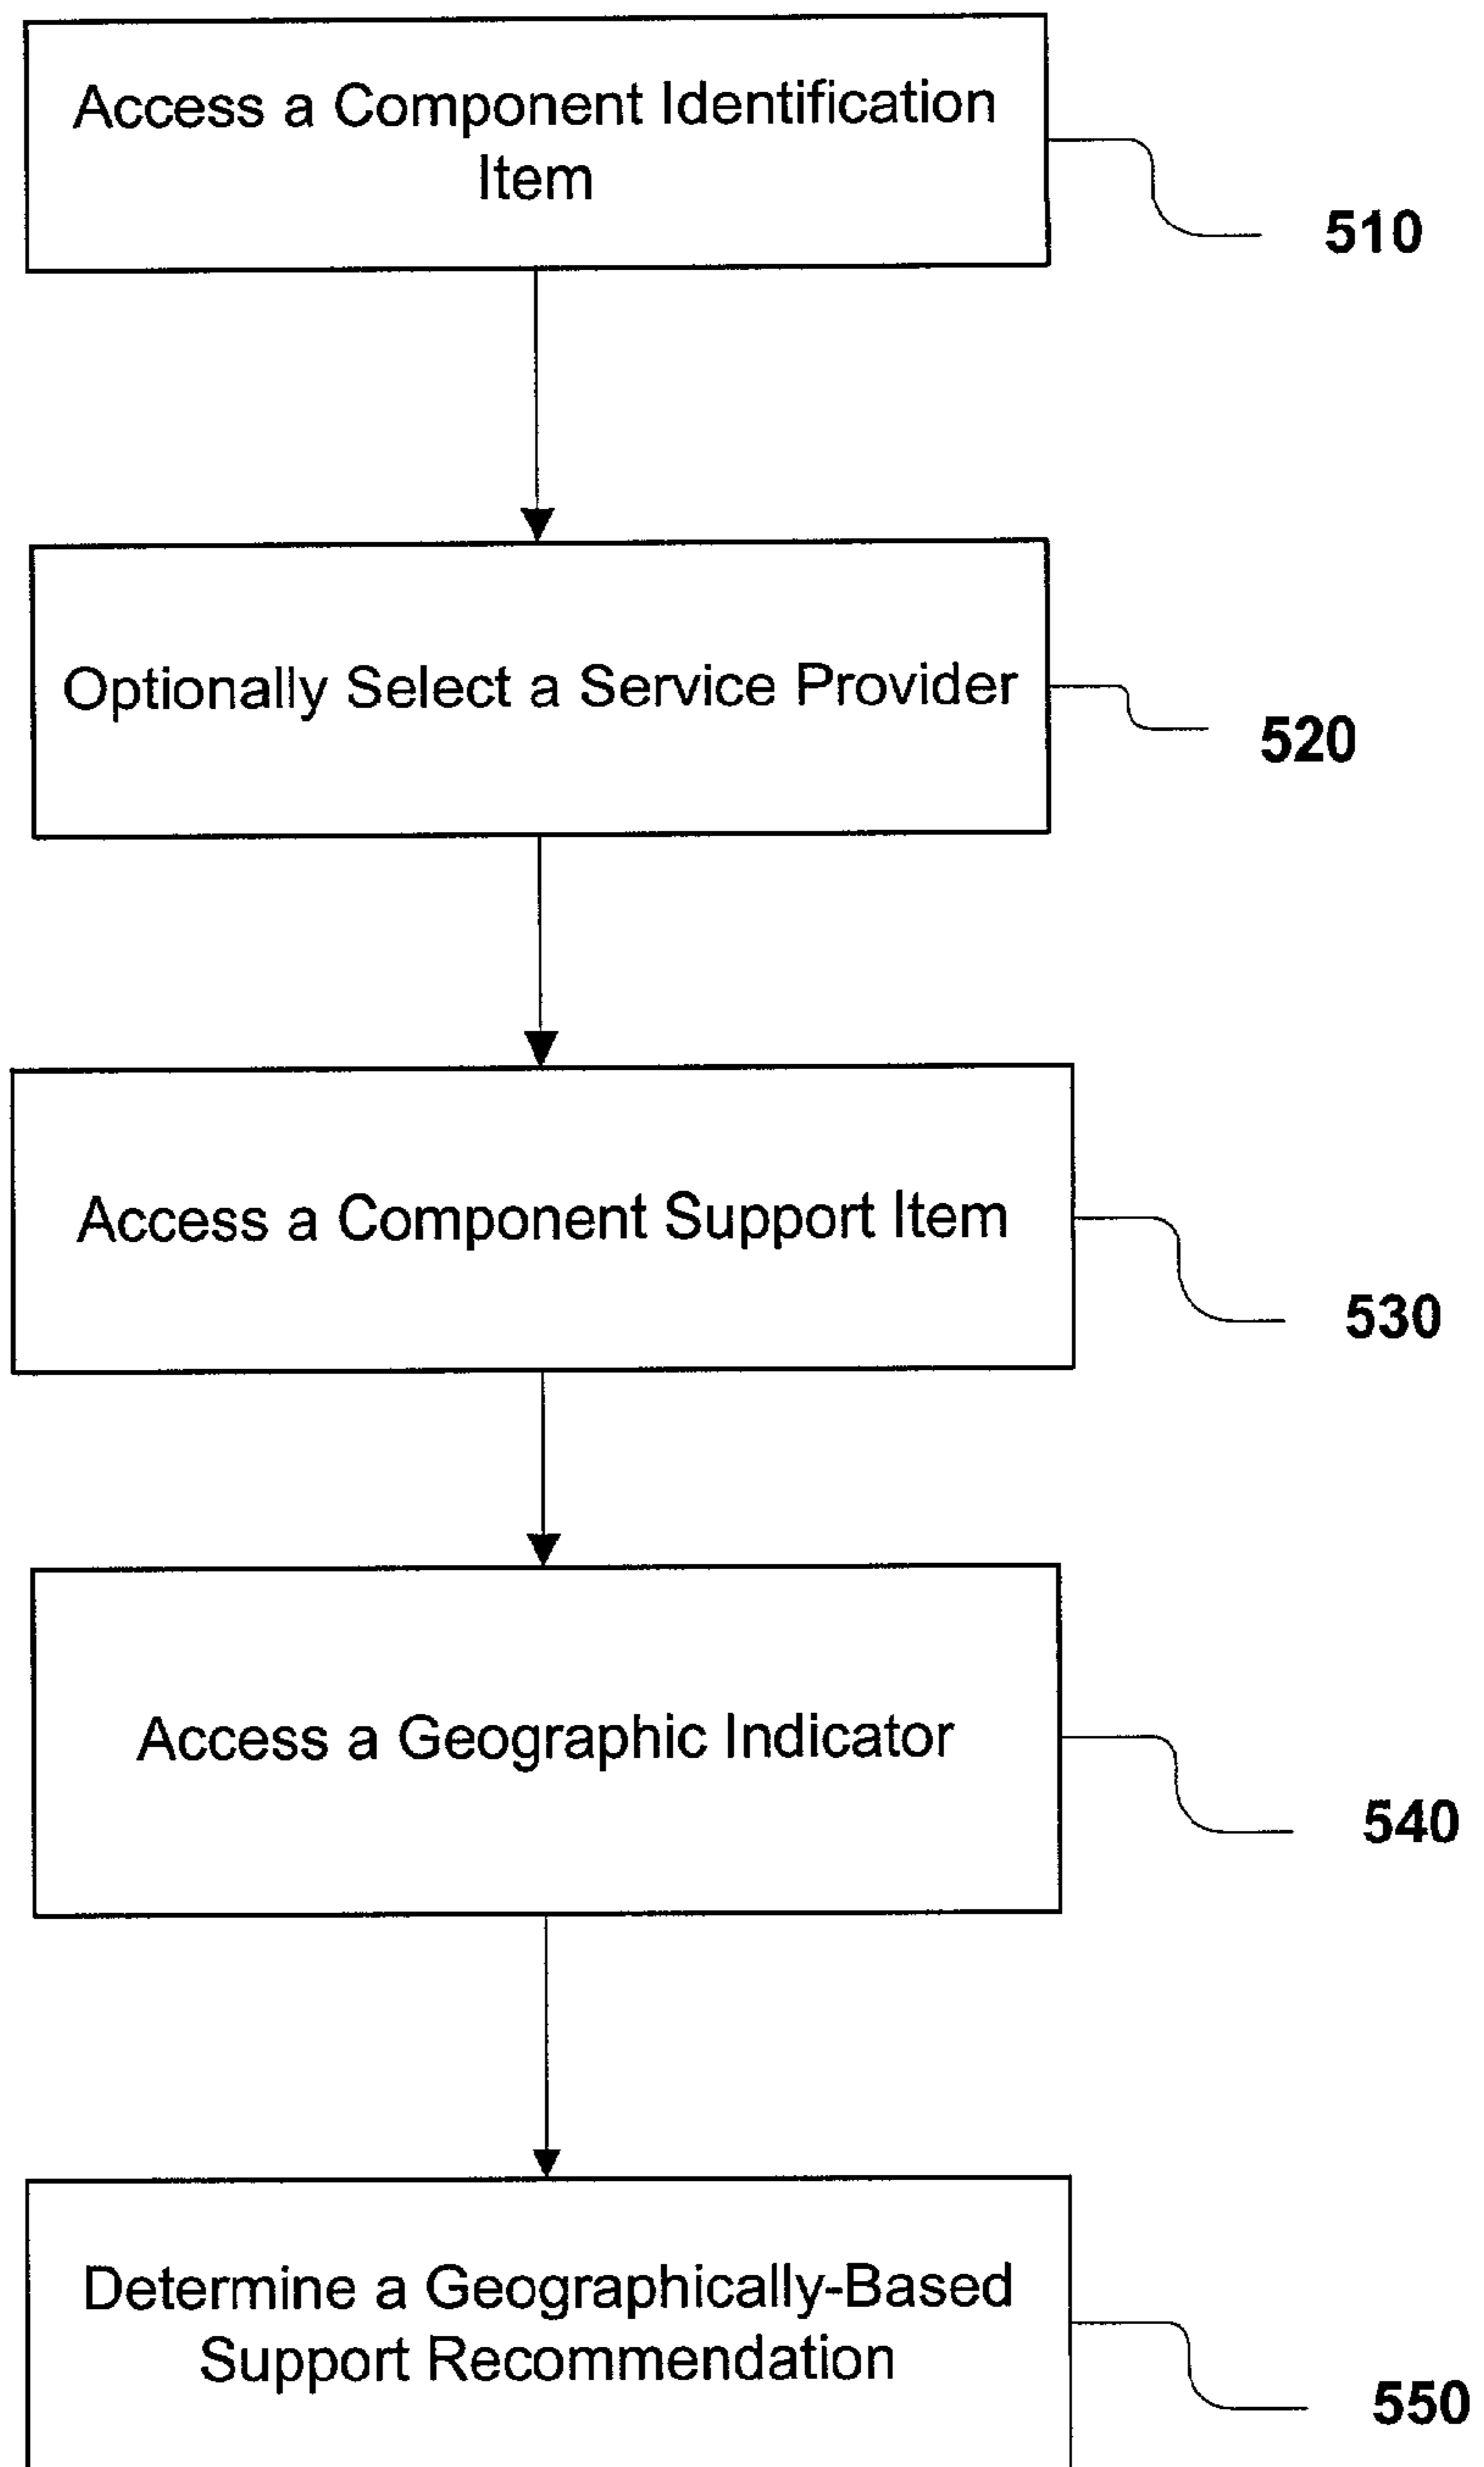 Access a Component Identification
Item
510
Optionally Select a Service Provider
520
Access a Component Support Item
530
Access a Geographic Indicator
540
Determine a Geographically-Based
Support Recommendation
550